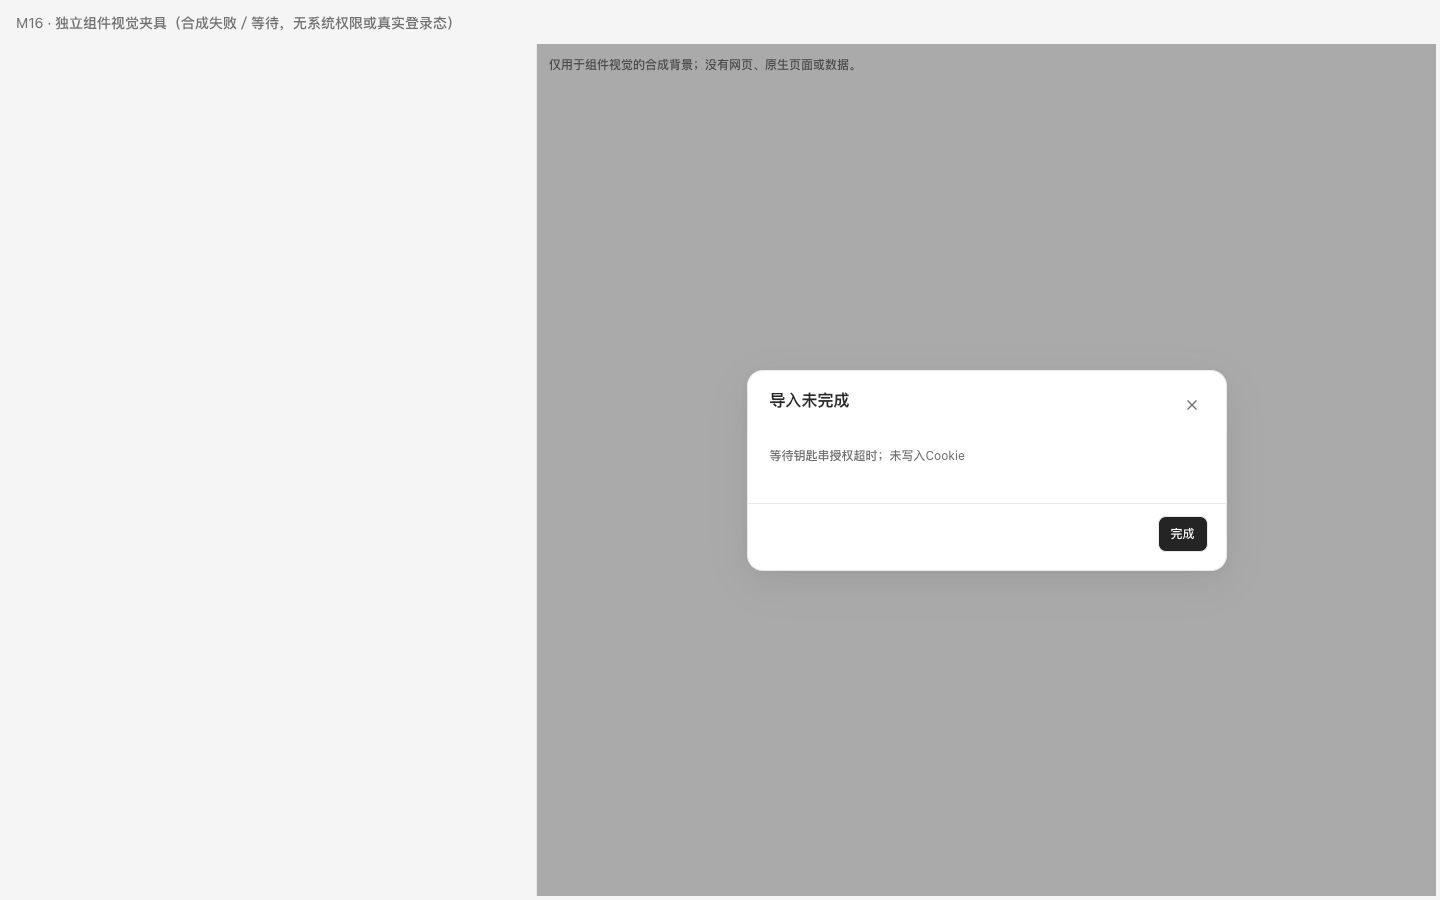 M16 · 独立组件视觉夹具（合成失败 / 等待，无系统权限或真实登录态）
仅用于组件视觉的合成背景；没有网页、原生页面或数据。
导入未完成
等待钥匙串授权超时；未写入Cookie
完成